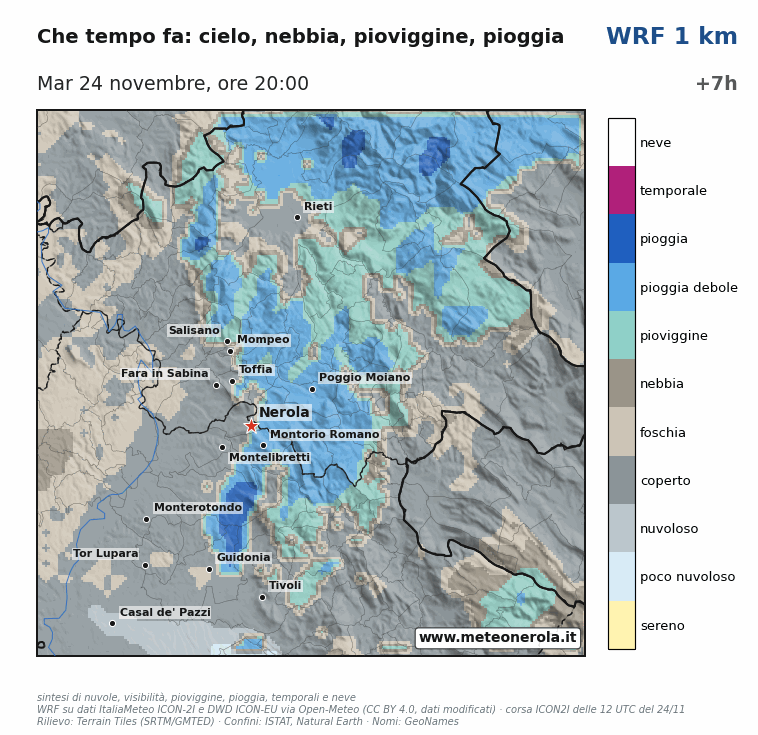 Che tempo fa: cielo, nebbia, pioviggine, pioggia
WRF 1 km
Mar 24 novembre, ore 20:00
+7h
neve
temporale
pioggia
pioggia debole
pioviggine
nebbia
foschia
coperto
nuvoloso
poco nuvoloso
sereno
Rieti
Salisano
Mompeo
Toffia
Fara in Sabina
Poggio Moiano
Nerola
Montorio Romano
Montelibretti
Monterotondo
Tor Lupara
Guidonia
Tivoli
Casal de' Pazzi
www.meteonerola.it
sintesi di nuvole, visibilità, pioviggine, pioggia, temporali e neve
WRF su dati ItaliaMeteo ICON-2I e DWD ICON-EU via Open-Meteo (CC BY 4.0, dati modificati) · corsa ICON2I delle 12 UTC del 24/11
Rilievo: Terrain Tiles (SRTM/GMTED) · Confini: ISTAT, Natural Earth · Nomi: GeoNames